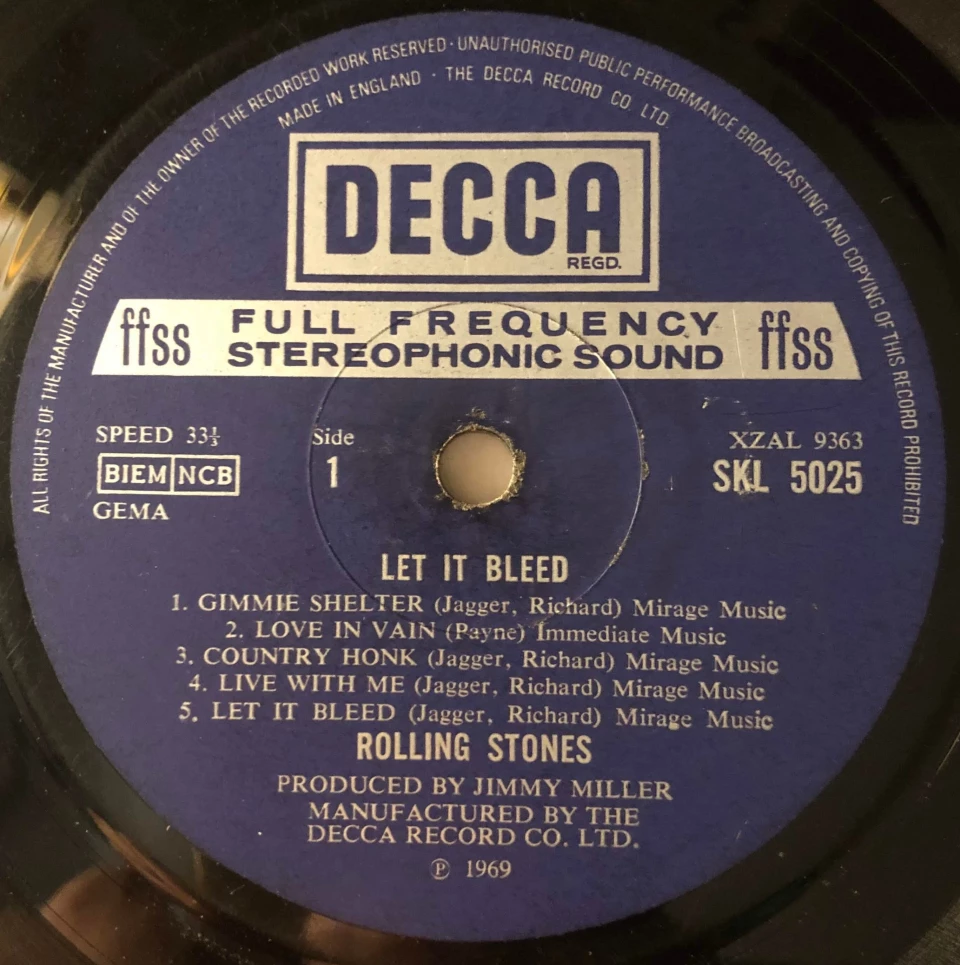 ALL RIGHTS OF THE MANUFACTURER AND OF THE OWNER OF THE RECORDED WORK RESERVED · UNAUTHORISED PUBLIC PERFORMANCE BROADCASTING AND COPYING OF THIS RECORD PROHIBITED
MADE IN ENGLAND · THE DECCA RECORD CO. LTD
DECCA
REGD.
ffss FULL FREQUENCY STEREOPHONIC SOUND ffss
SPEED 33⅓
BIEM NCB
GEMA
Side
1
XZAL 9363
SKL 5025
LET IT BLEED
1. GIMMIE SHELTER (Jagger, Richard) Mirage Music
2. LOVE IN VAIN (Payne) Immediate Music
3. COUNTRY HONK (Jagger, Richard) Mirage Music
4. LIVE WITH ME (Jagger, Richard) Mirage Music
5. LET IT BLEED (Jagger, Richard) Mirage Music
ROLLING STONES
PRODUCED BY JIMMY MILLER
MANUFACTURED BY THE
DECCA RECORD CO. LTD.
℗ 1969